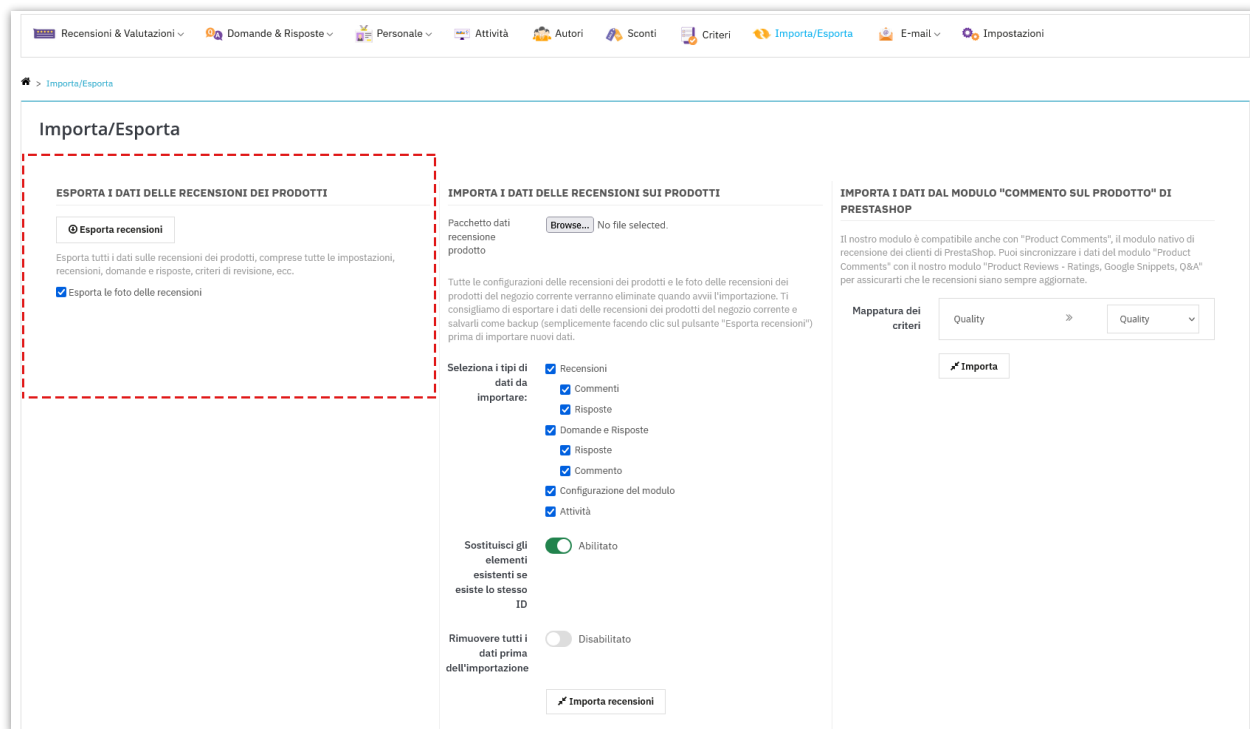 Recensioni & Valutazioni Domande & Risposte Personale Attività Autori Sconti Criteri Importa/Esporta E-mail Impostazioni
> Importa/Esporta
Importa/Esporta
ESPORTA I DATI DELLE RECENSIONI DEI PRODOTTI
Esporta recensioni
Esporta tutti i dati sulle recensioni dei prodotti, comprese tutte le impostazioni,
recensioni, domande e risposte, criteri di revisione, ecc.
Esporta le foto delle recensioni
IMPORTA I DATI DELLE RECENSIONI SUI PRODOTTI
Pacchetto dati
recensione
prodotto
Browse... No file selected.
Tutte le configurazioni delle recensioni dei prodotti e le foto delle recensioni dei
prodotti del negozio corrente verranno eliminate quando avvii l'importazione. Ti
consigliamo di esportare i dati delle recensioni dei prodotti del negozio corrente e
salvarli come backup (semplicemente facendo clic sul pulsante "Esporta recensioni")
prima di importare nuovi dati.
Seleziona i tipi di
dati da
importare:
Recensioni
Commenti
Risposte
Domande e Risposte
Risposte
Commento
Configurazione del modulo
Attività
Sostituisci gli
elementi
esistenti se
esiste lo stesso
ID
Abilitato
Rimuovere tutti i
dati prima
dell'importazione
Disabilitato
Importa recensioni
IMPORTA I DATI DAL MODULO "COMMENTO SUL PRODOTTO" DI
PRESTASHOP
Il nostro modulo è compatibile anche con "Product Comments", il modulo nativo di
recensione dei clienti di PrestaShop. Puoi sincronizzare i dati del modulo "Product
Comments" con il nostro modulo "Product Reviews - Ratings, Google Snippets, Q&A"
per assicurarti che le recensioni siano sempre aggiornate.
Mappatura dei
criteri
Quality » Quality
Importa